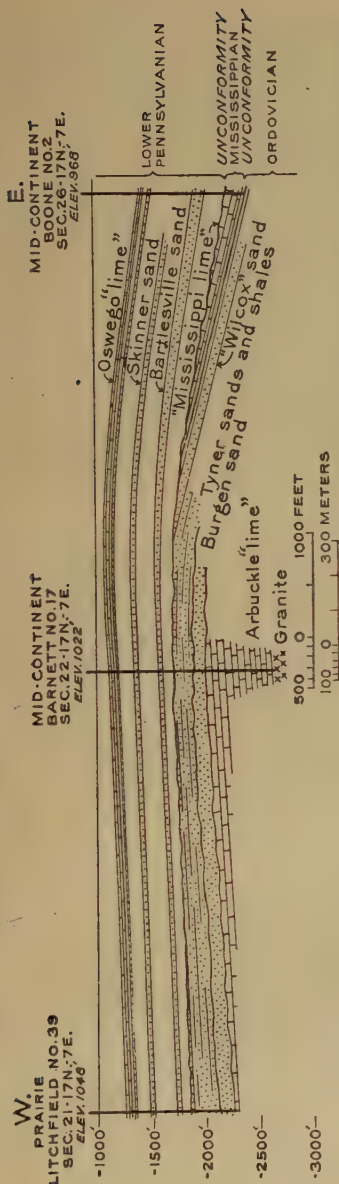 W.
PRAIRIE
LITCHFIELD NO.39
SEC. 21-17N,-7E.
ELEV. 1048'
MID-CONTINENT
BARNETT NO.17
SEC. 22-17N.-7E.
ELEV. 1022'
E.
MID-CONTINENT
BOONE NO.2
SEC. 26-17N,-7E.
ELEV. 968'
-1000'
-1500'
-2000'
-2500'
-3000'
Oswego "lime"
Skinner sand
Bartlesville sand
"Mississippi lime"
"Wilcox" sand
Tyner sands and shales
Burgen sand
Arbuckle "lime"
Granite
LOWER
PENNSYLVANIAN
UNCONFORMITY
MISSISSIPPIAN
UNCONFORMITY
ORDOVICIAN
500 0 1000 FEET
100 0 300 METERS